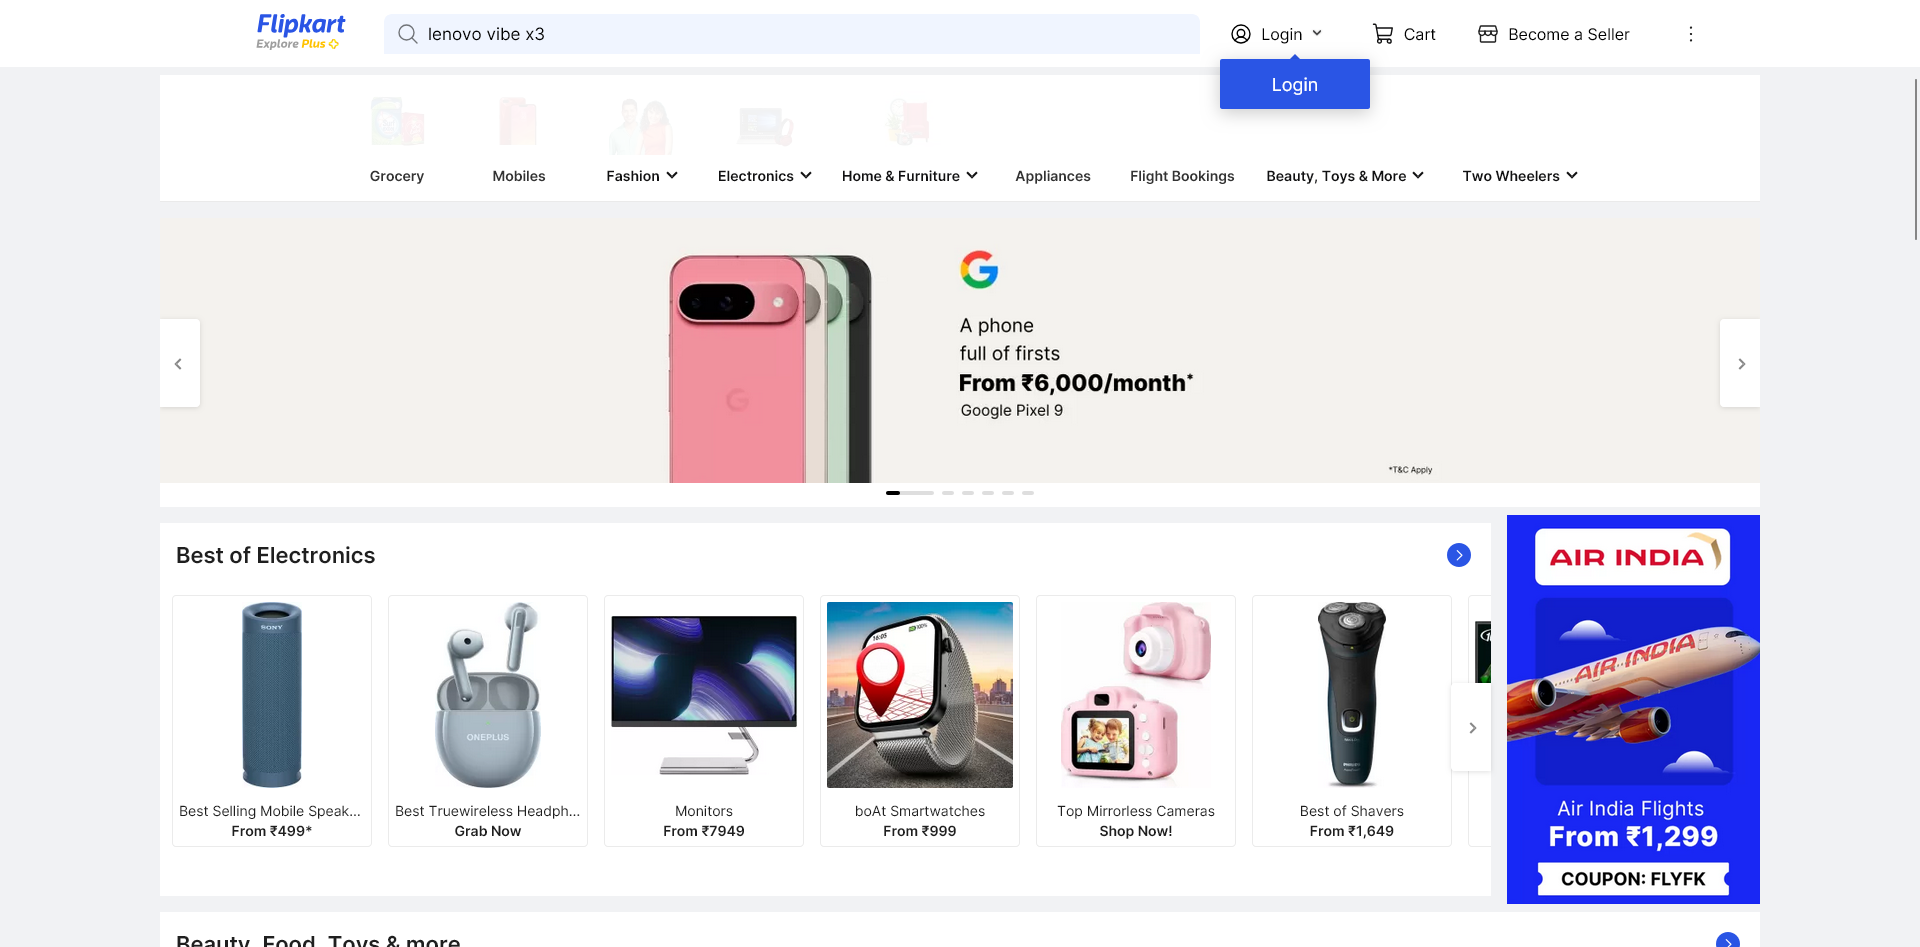 Flipkart
Explore Plus
lenovo vibe x3
Login
Cart
Become a Seller
Login
Grocery
Mobiles
Fashion
Electronics
Home & Furniture
Appliances
Flight Bookings
Beauty, Toys & More
Two Wheelers
A phone
full of firsts
From ₹6,000/month*
Google Pixel 9
*T&C Apply
Best of Electronics
SONY
Best Selling Mobile Speak...
From ₹499*
ONEPLUS
Best Truewireless Headph...
Grab Now
Monitors
From ₹7949
16:05
100%
boAt Smartwatches
From ₹999
Top Mirrorless Cameras
Shop Now!
PHILIPS
Best of Shavers
From ₹1,649
AIR INDIA
AIR INDIA
Air India Flights
From ₹1,299
COUPON: FLYFK
Beauty, Food, Toys & more